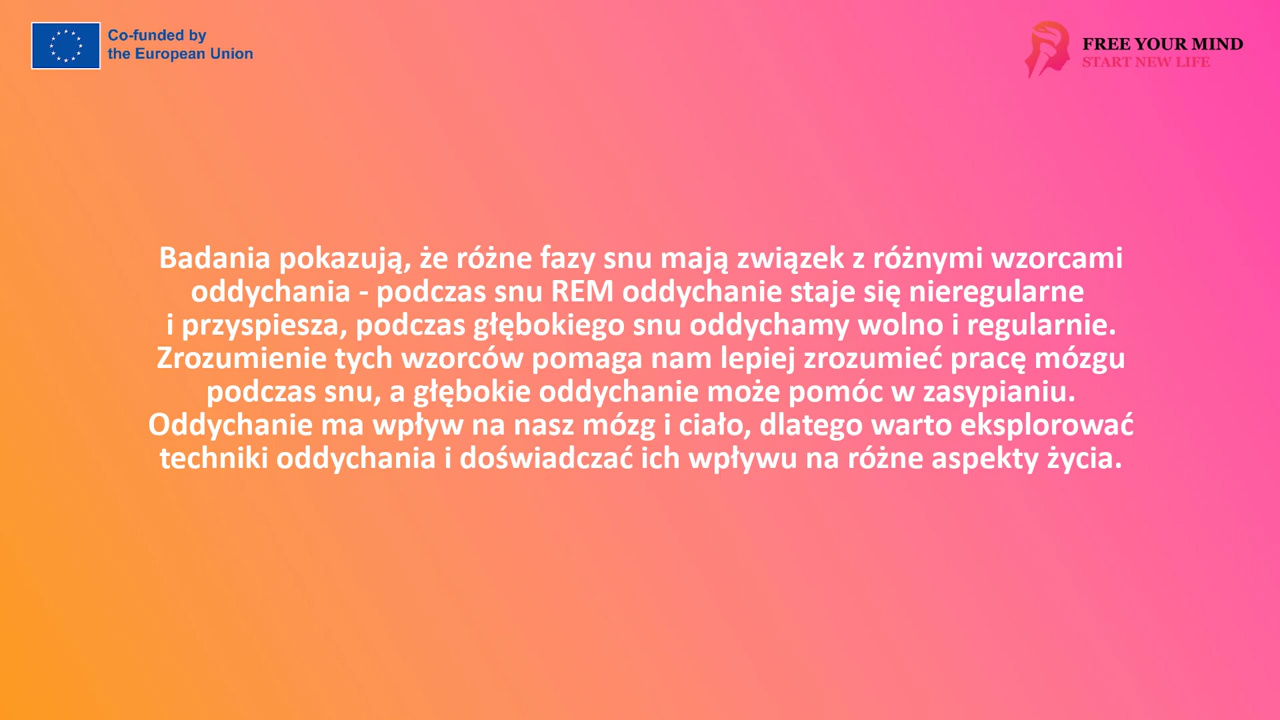 Co-funded by
the European Union
FREE YOUR MIND
START NEW LIFE
Badania pokazują, że różne fazy snu mają związek z różnymi wzorcami
oddychania - podczas snu REM oddychanie staje się nieregularne
i przyspiesza, podczas głębokiego snu oddychamy wolno i regularnie.
Zrozumienie tych wzorców pomaga nam lepiej zrozumieć pracę mózgu
podczas snu, a głębokie oddychanie może pomóc w zasypianiu.
Oddychanie ma wpływ na nasz mózg i ciało, dlatego warto eksplorować
techniki oddychania i doświadczać ich wpływu na różne aspekty życia.